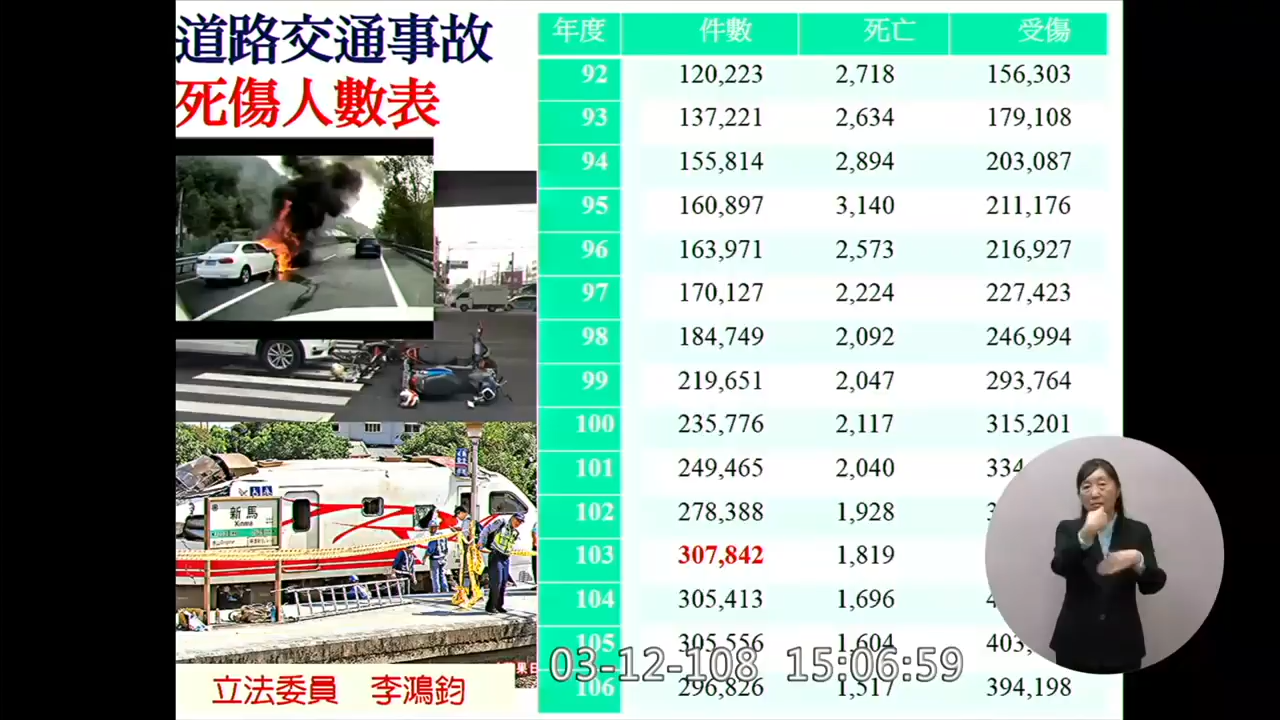 道路交通事故
死傷人數表
年度 件數 死亡 受傷
92 120,223 2,718 156,303
93 137,221 2,634 179,108
94 155,814 2,894 203,087
95 160,897 3,140 211,176
96 163,971 2,573 216,927
97 170,127 2,224 227,423
98 184,749 2,092 246,994
99 219,651 2,047 293,764
100 235,776 2,117 315,201
101 249,465 2,040 334
102 278,388 1,928
103 307,842 1,819
104 305,413 1,696
105 305,556 1,604 403,
106 296,826 1,517 394,198
新馬
Xinma
立法委員 李鴻鈞
03-12-108 15:06:59